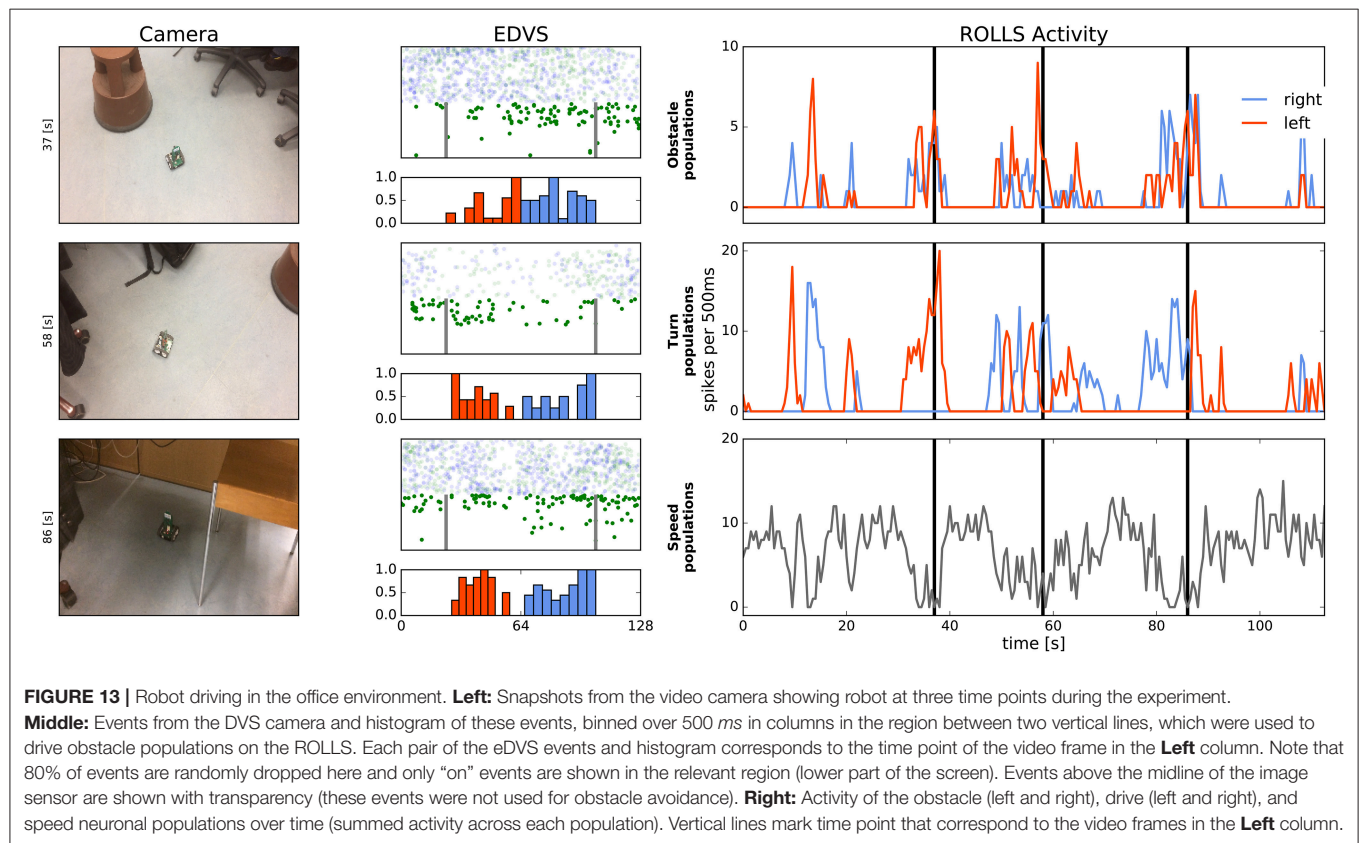 Camera
EDVS
ROLLS Activity
37 [s]
1.0
0.5
0.0
Obstacle
populations
10
5
0
right
left
58 [s]
1.0
0.5
0.0
Turn
populations
spikes per 500ms
20
10
0
86 [s]
1.0
0.5
0.0
0 64 128
Speed
populations
20
10
0
0 20 40 60 80 100
time [s]
FIGURE 13 | Robot driving in the office environment. Left: Snapshots from the video camera showing robot at three time points during the experiment.
Middle: Events from the DVS camera and histogram of these events, binned over 500 ms in columns in the region between two vertical lines, which were used to
drive obstacle populations on the ROLLS. Each pair of the eDVS events and histogram corresponds to the time point of the video frame in the Left column. Note that
80% of events are randomly dropped here and only “on” events are shown in the relevant region (lower part of the screen). Events above the midline of the image
sensor are shown with transparency (these events were not used for obstacle avoidance). Right: Activity of the obstacle (left and right), drive (left and right), and
speed neuronal populations over time (summed activity across each population). Vertical lines mark time point that correspond to the video frames in the Left column.